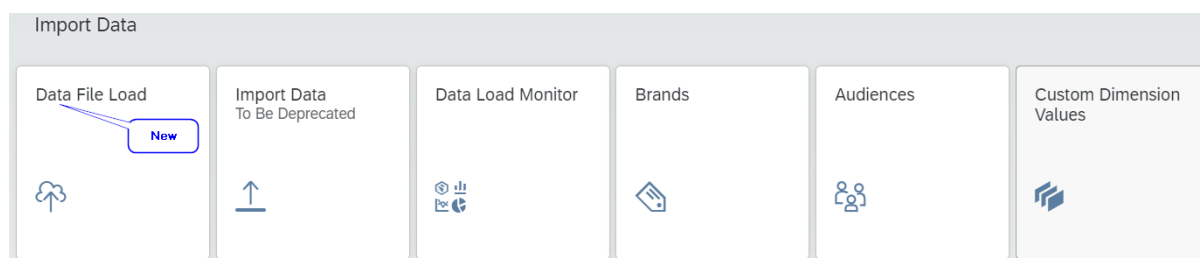 Import Data
Data File Load
New
Import Data
To Be Deprecated
Data Load Monitor
Brands
Audiences
Custom Dimension
Values